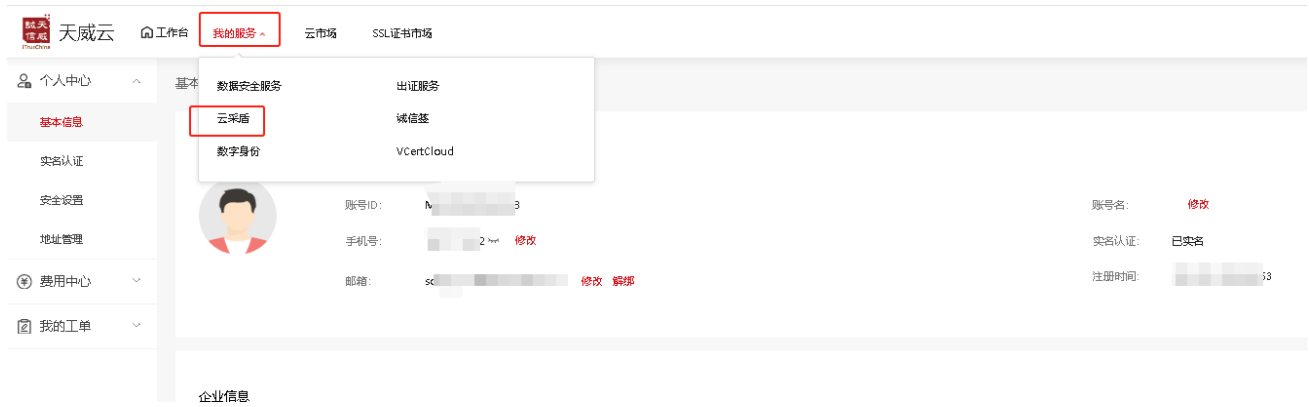 誠天
信威
iTrusChina
天威云 工作台 我的服务 云市场 SSL证书市场
个人中心
基本
数据安全服务 出证服务
基本信息
云采盾 诚信签
实名认证
数字身份 VCertCloud
安全设置
账号ID: 账号名: 修改
地址管理
手机号: 2 修改 实名认证: 已实名
费用中心
邮箱: 修改 解绑 注册时间: 53
我的工单
企业信息